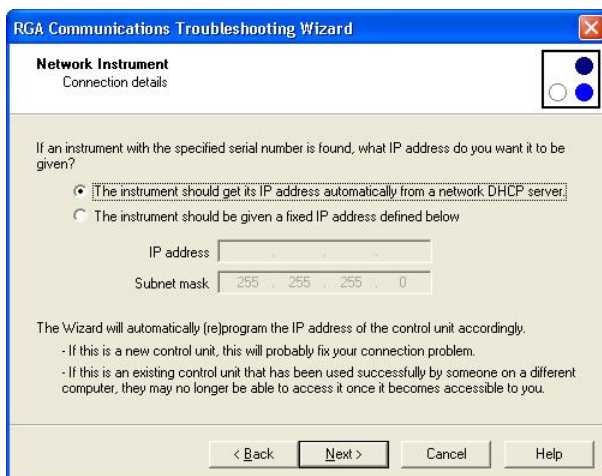 RGA Communications Troubleshooting Wizard
Network Instrument
Connection details
If an instrument with the specified serial number is found, what IP address do you want it to be
given?
The instrument should get its IP address automatically from a network DHCP server.
The instrument should be given a fixed IP address defined below
IP address . . .
Subnet mask 255 . 255 . 255 . 0
The Wizard will automatically (re)program the IP address of the control unit accordingly.
- If this is a new control unit, this will probably fix your connection problem.
- If this is an existing control unit that has been used successfully by someone on a different
computer, they may no longer be able to access it once it becomes accessible to you.
< Back Next > Cancel Help